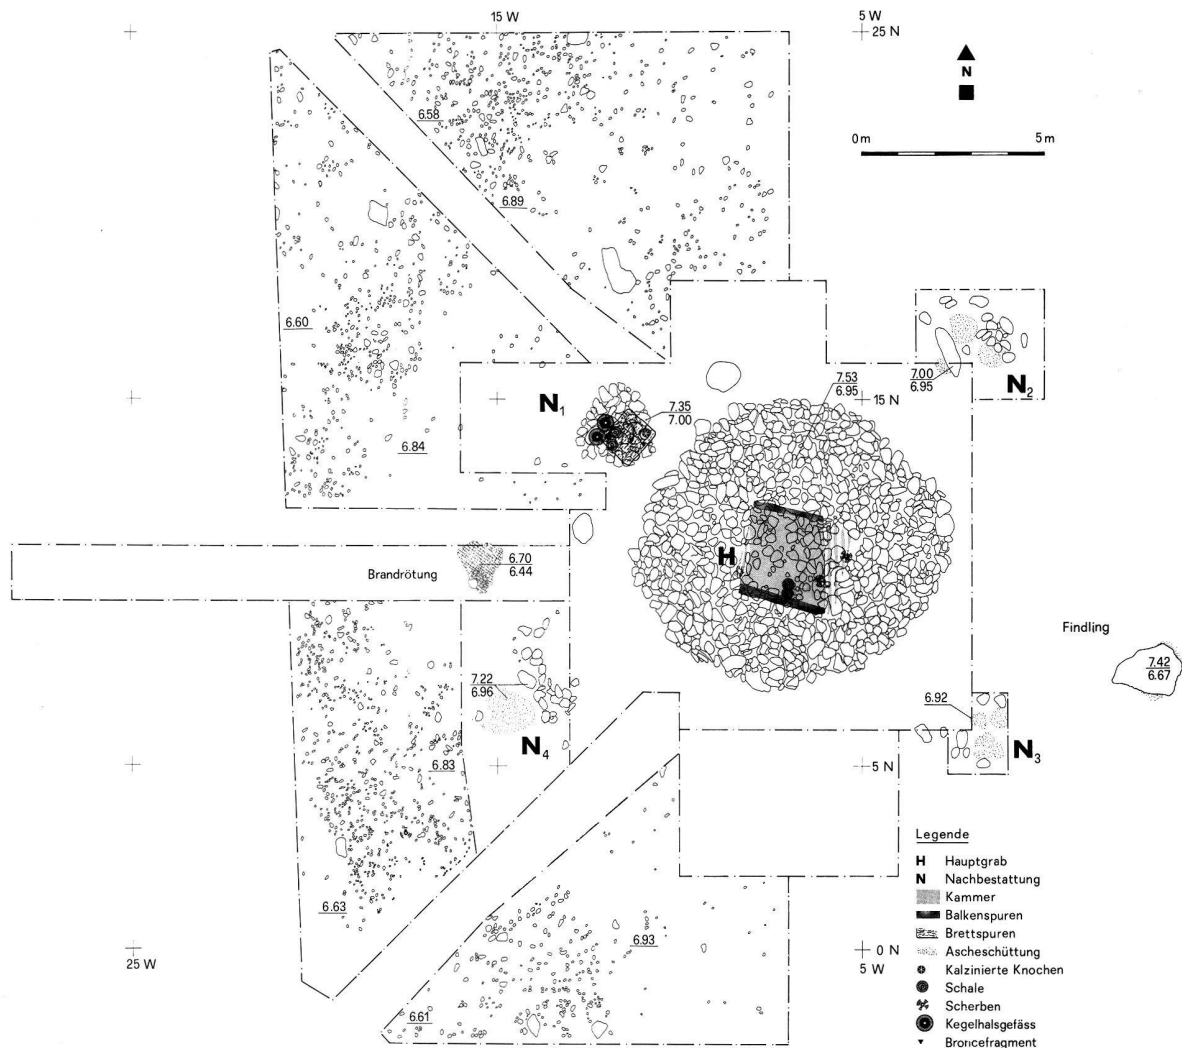 15 W
5 W
25 N
N
0 m
5 m
6.58
6.89
6.60
7.53
6.95
7.00
6.95
N2
15 N
N1
7.35
7.00
6.84
6.70
6.44
Brandrötung
H
Findling
7.42
6.67
7.22
6.96
6.92
N4
N3
6.83
5 N
Legende
H Hauptgrab
N Nachbestattung
Kammer
Balkenspuren
Brettspuren
Ascheschüttung
Kalzinierte Knochen
Schale
Scherben
Kegelhalsgefäss
Broncefragment
6.63
6.93
0 N
5 W
25 W
6.61